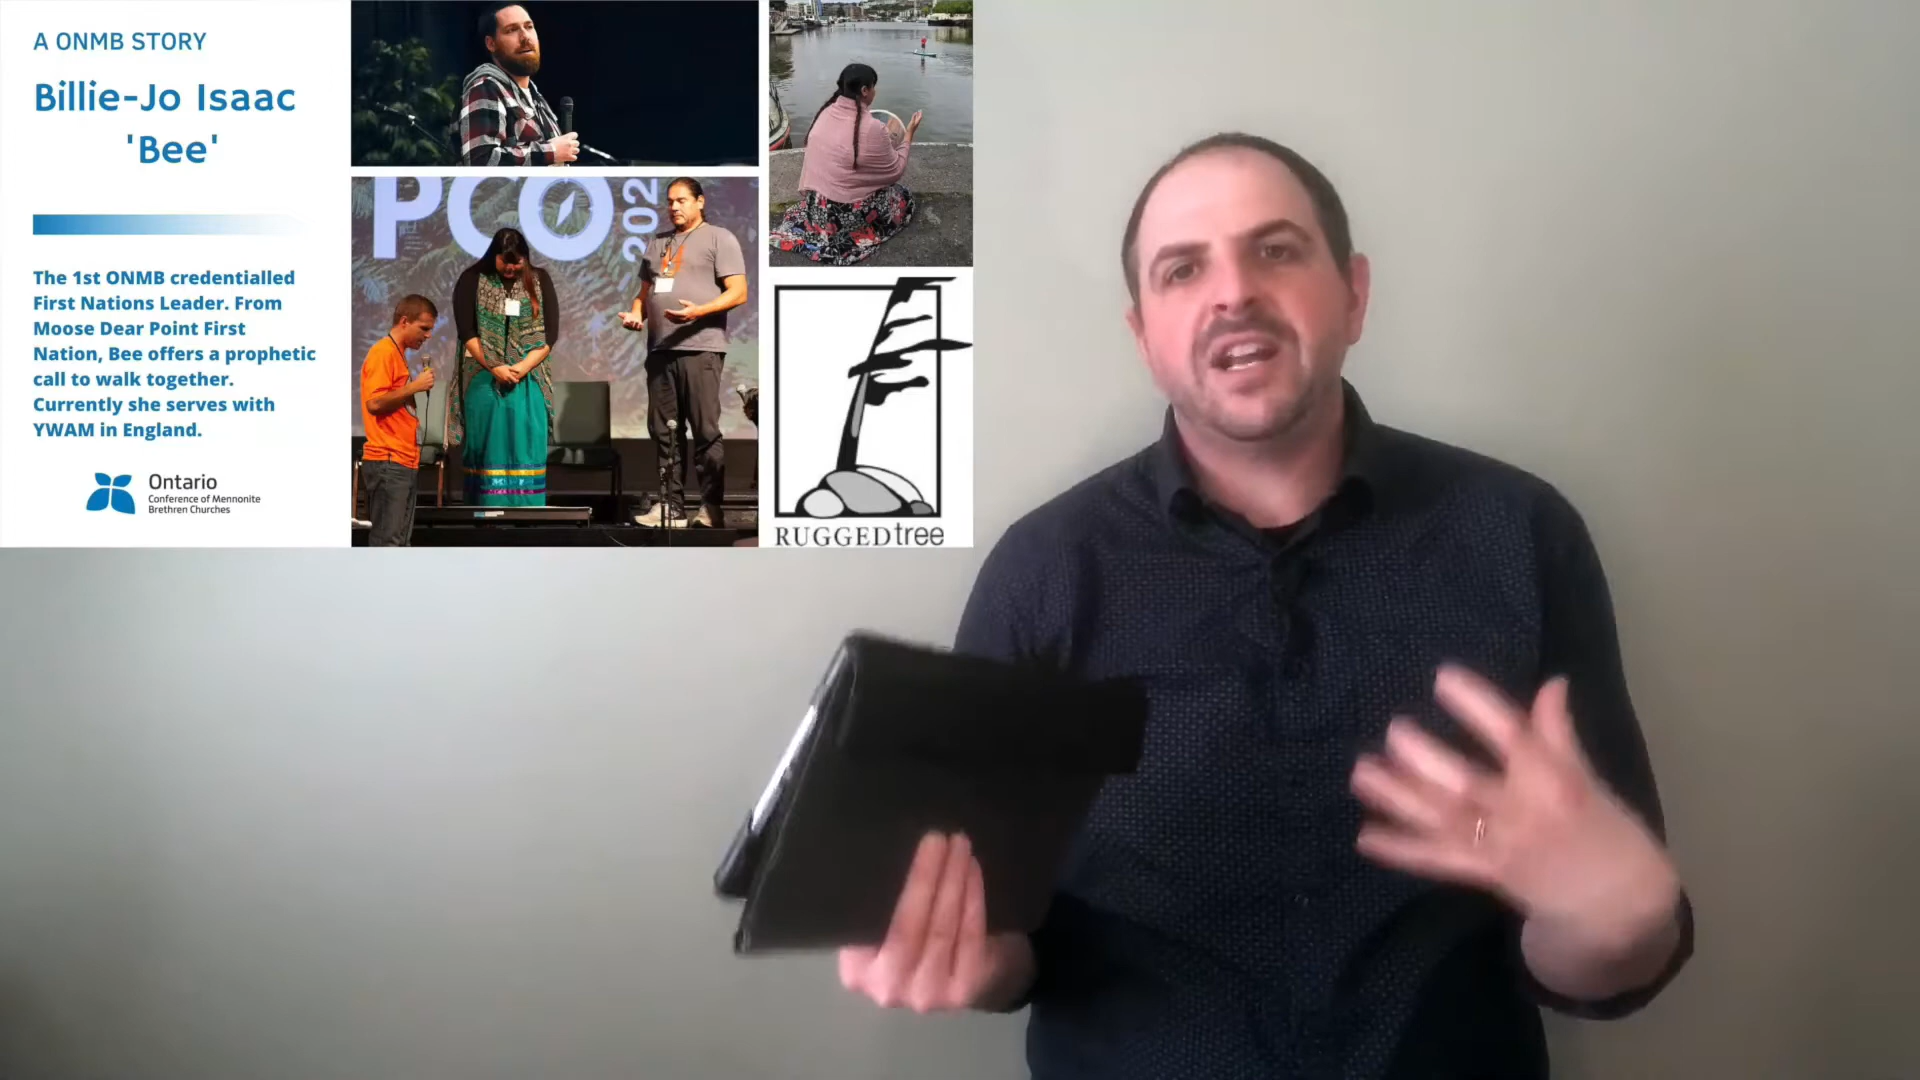 A ONMB STORY
Billie-Jo Isaac
'Bee'
The 1st ONMB credentialled
First Nations Leader. From
Moose Dear Point First
Nation, Bee offers a prophetic
call to walk together.
Currently she serves with
YWAM in England.
Ontario
Conference of Mennonite
Brethren Churches
PCO 202
RUGGEDtree